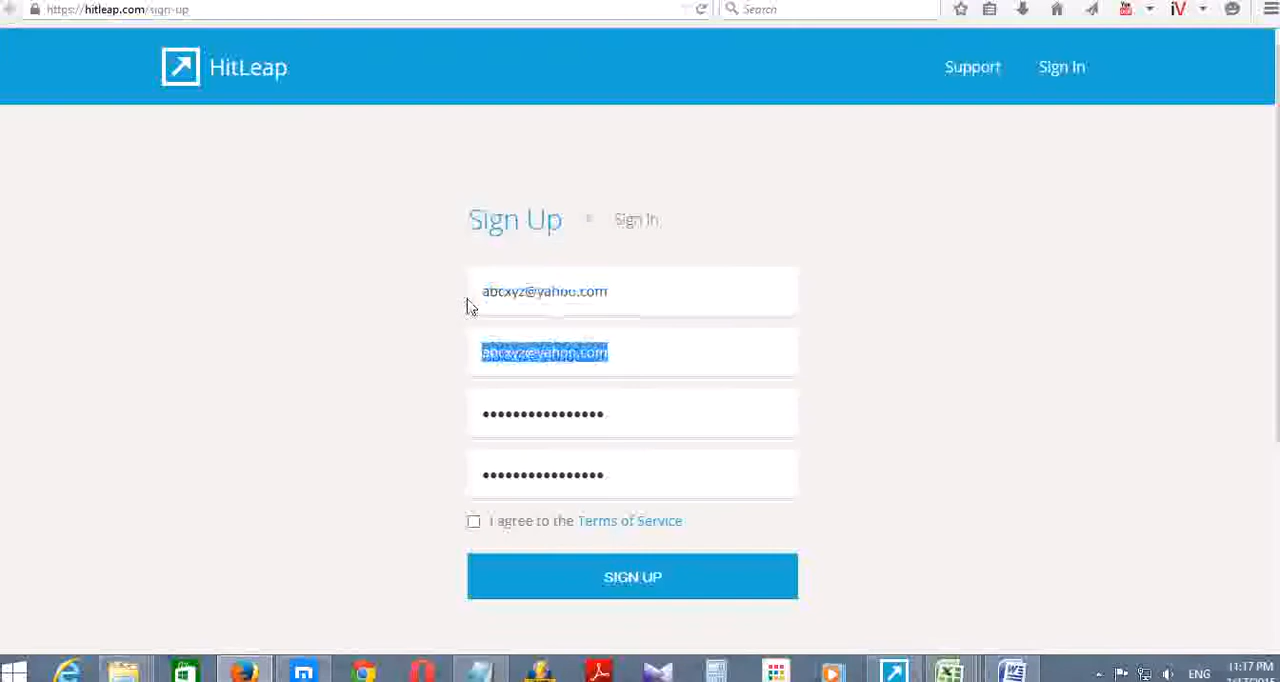 https://hitleap.com/sign-up
Search
HitLeap
Support
Sign In
Sign Up
Sign In
abcxyz@yahoo.com
abcxyz@yahoo.com
••••••••••••••••
••••••••••••••••
I agree to the Terms of Service
SIGN UP
ENG
11:17 PM